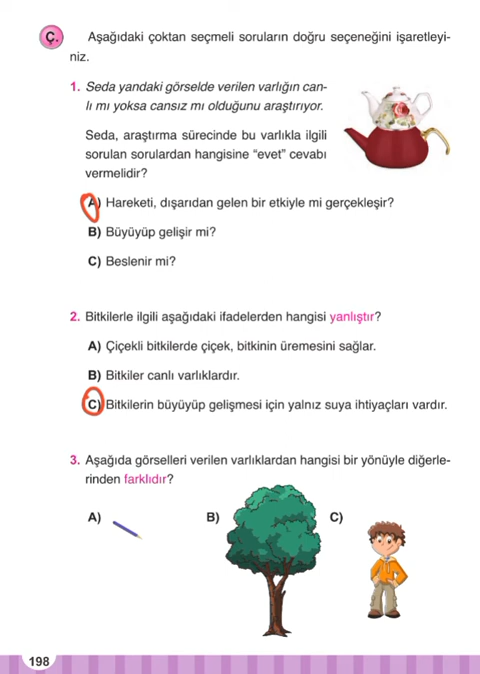 Ç. Aşağıdaki çoktan seçmeli soruların doğru seçeneğini işaretleyi-
niz.
1. Seda yandaki görselde verilen varlığın can-
lı mı yoksa cansız mı olduğunu araştırıyor.
Seda, araştırma sürecinde bu varlıkla ilgili
sorulan sorulardan hangisine “evet” cevabı
vermelidir?
A) Hareketi, dışarıdan gelen bir etkiyle mi gerçekleşir?
B) Büyüyüp gelişir mi?
C) Beslenir mi?
2. Bitkilerle ilgili aşağıdaki ifadelerden hangisi yanlıştır?
A) Çiçekli bitkilerde çiçek, bitkinin üremesini sağlar.
B) Bitkiler canlı varlıklardır.
C) Bitkilerin büyüyüp gelişmesi için yalnız suya ihtiyaçları vardır.
3. Aşağıda görselleri verilen varlıklardan hangisi bir yönüyle diğerle-
rinden farklıdır?
A) B) C)
198